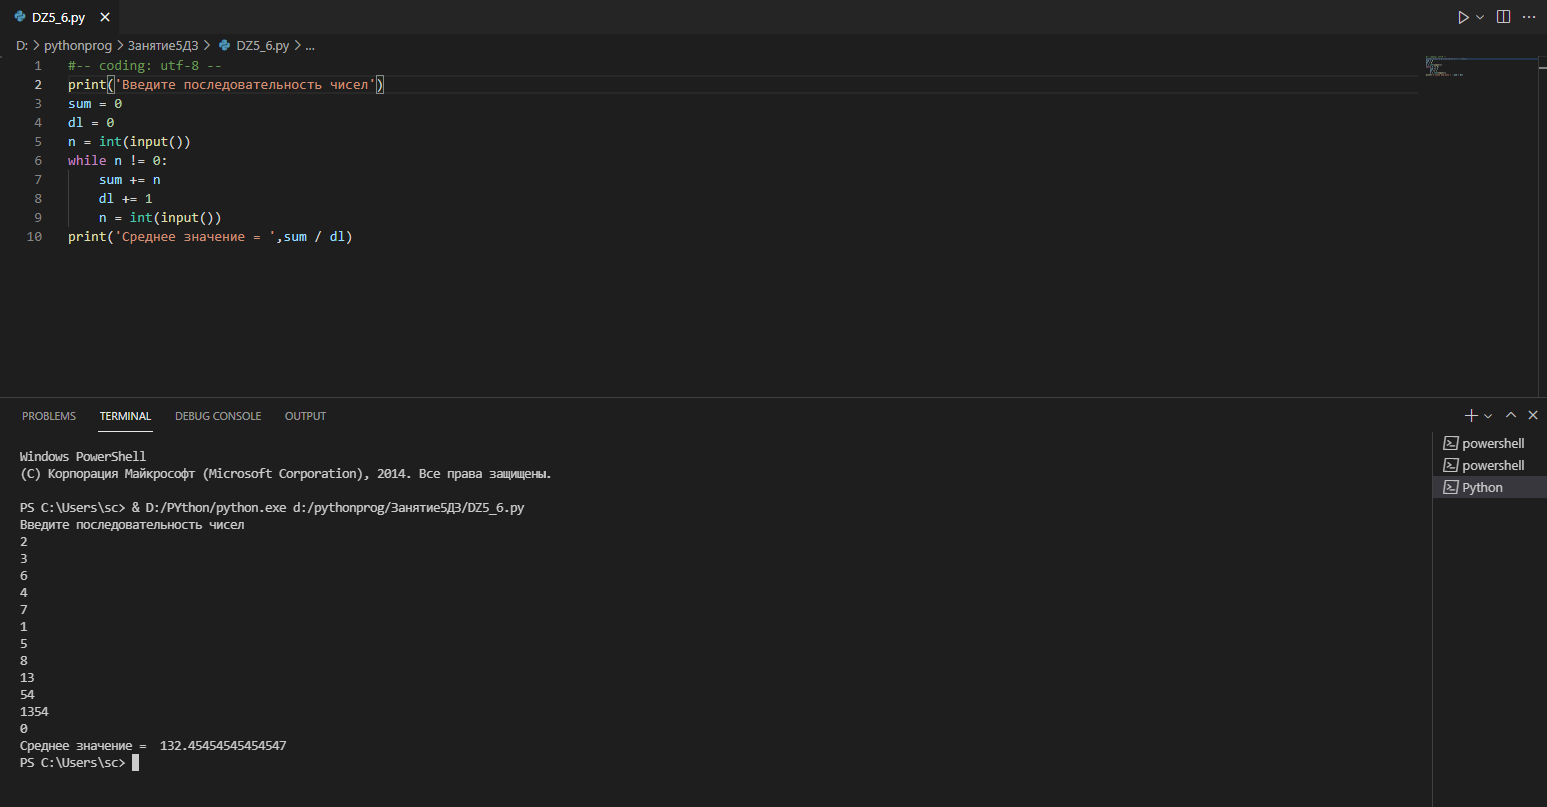 DZ5_6.py
D: > pythonprog > Занятие5ДЗ > DZ5_6.py > ...
1 #-- coding: utf-8 --
2 print('Введите последовательность чисел')
3 sum = 0
4 dl = 0
5 n = int(input())
6 while n != 0:
7 sum += n
8 dl += 1
9 n = int(input())
10 print('Среднее значение = ',sum / dl)
PROBLEMS TERMINAL DEBUG CONSOLE OUTPUT
powershell
powershell
Python
Windows PowerShell
(C) Корпорация Майкрософт (Microsoft Corporation), 2014. Все права защищены.
PS C:\Users\sc> & D:/PYthon/python.exe d:/pythonprog/Занятие5ДЗ/DZ5_6.py
Введите последовательность чисел
2
3
6
4
7
1
5
8
13
54
1354
0
Среднее значение =  132.45454545454547
PS C:\Users\sc>